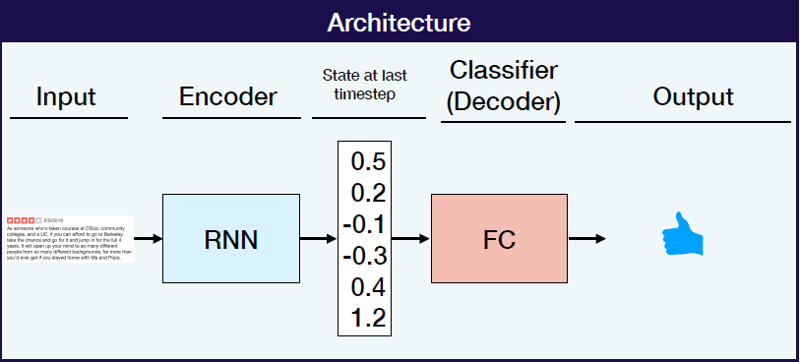 Architecture
Input
Encoder
State at last
timestep
Classifier
(Decoder)
Output
6/8/2018
As someone who's taken courses at CSUs, community
colleges, and a UC, if you can afford to go to Berkeley,
take the chance and go for it and jump in for the full 4
years. It will open up your mind to so many different
people from so many different backgrounds, far more than
you'd ever get if you stayed home with Ma and Pops.
RNN
0.5
0.2
-0.1
-0.3
0.4
1.2
FC